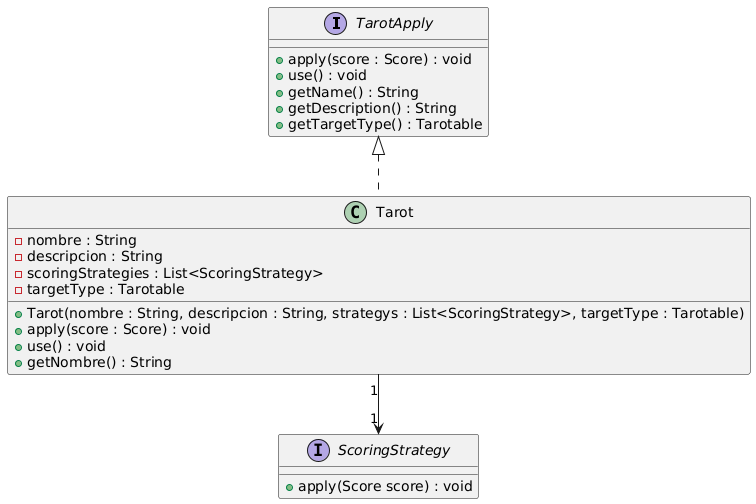 I TarotApply
apply(score : Score) : void
use() : void
getName() : String
getDescription() : String
getTargetType() : Tarotable
C Tarot
nombre : String
descripcion : String
scoringStrategies : List<ScoringStrategy>
targetType : Tarotable
Tarot(nombre : String, descripcion : String, strategys : List<ScoringStrategy>, targetType : Tarotable)
apply(score : Score) : void
use() : void
getNombre() : String
1
1
I ScoringStrategy
apply(Score score) : void